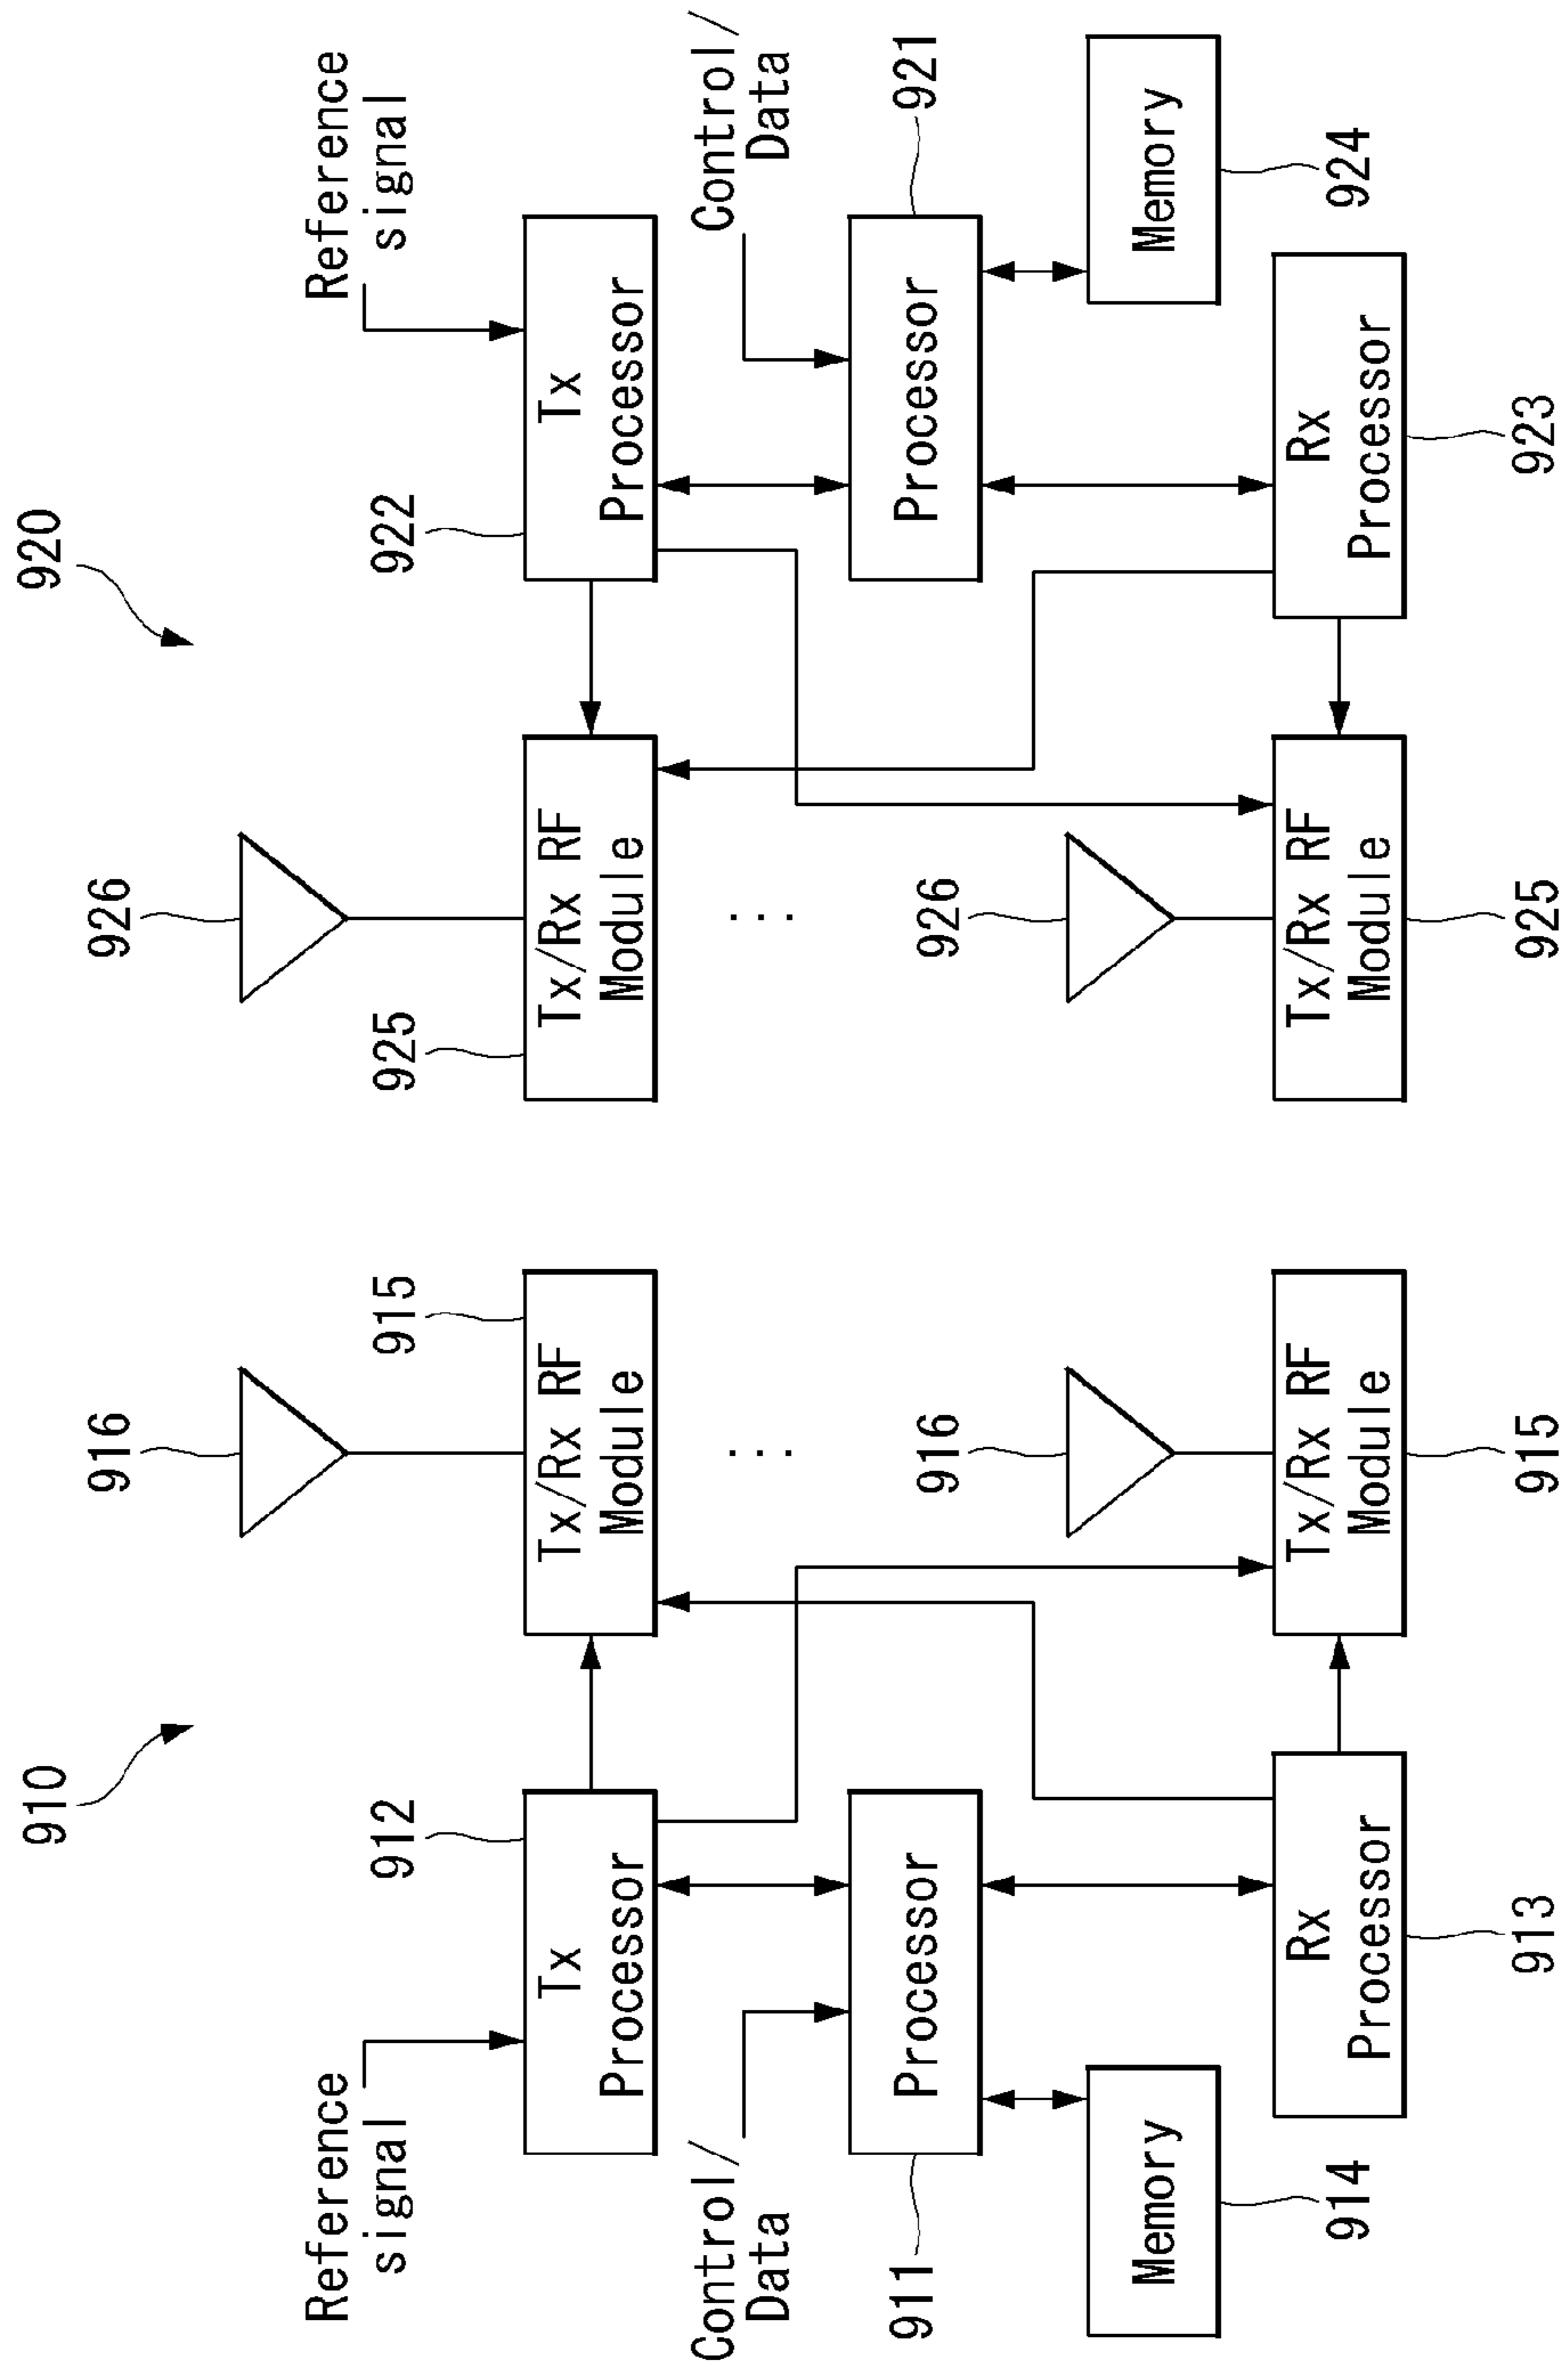 910
920
916
926
Reference
signal
912
915
925
922
Reference
signal
Tx
Processor
Tx/Rx RF
Module
Tx/Rx RF
Module
Tx
Processor
Control/
Data
...
...
Control/
Data
911
Processor
916
926
Processor
921
Memory
Memory
914
Rx
Processor
Tx/Rx RF
Module
Tx/Rx RF
Module
Rx
Processor
924
913
915
925
923